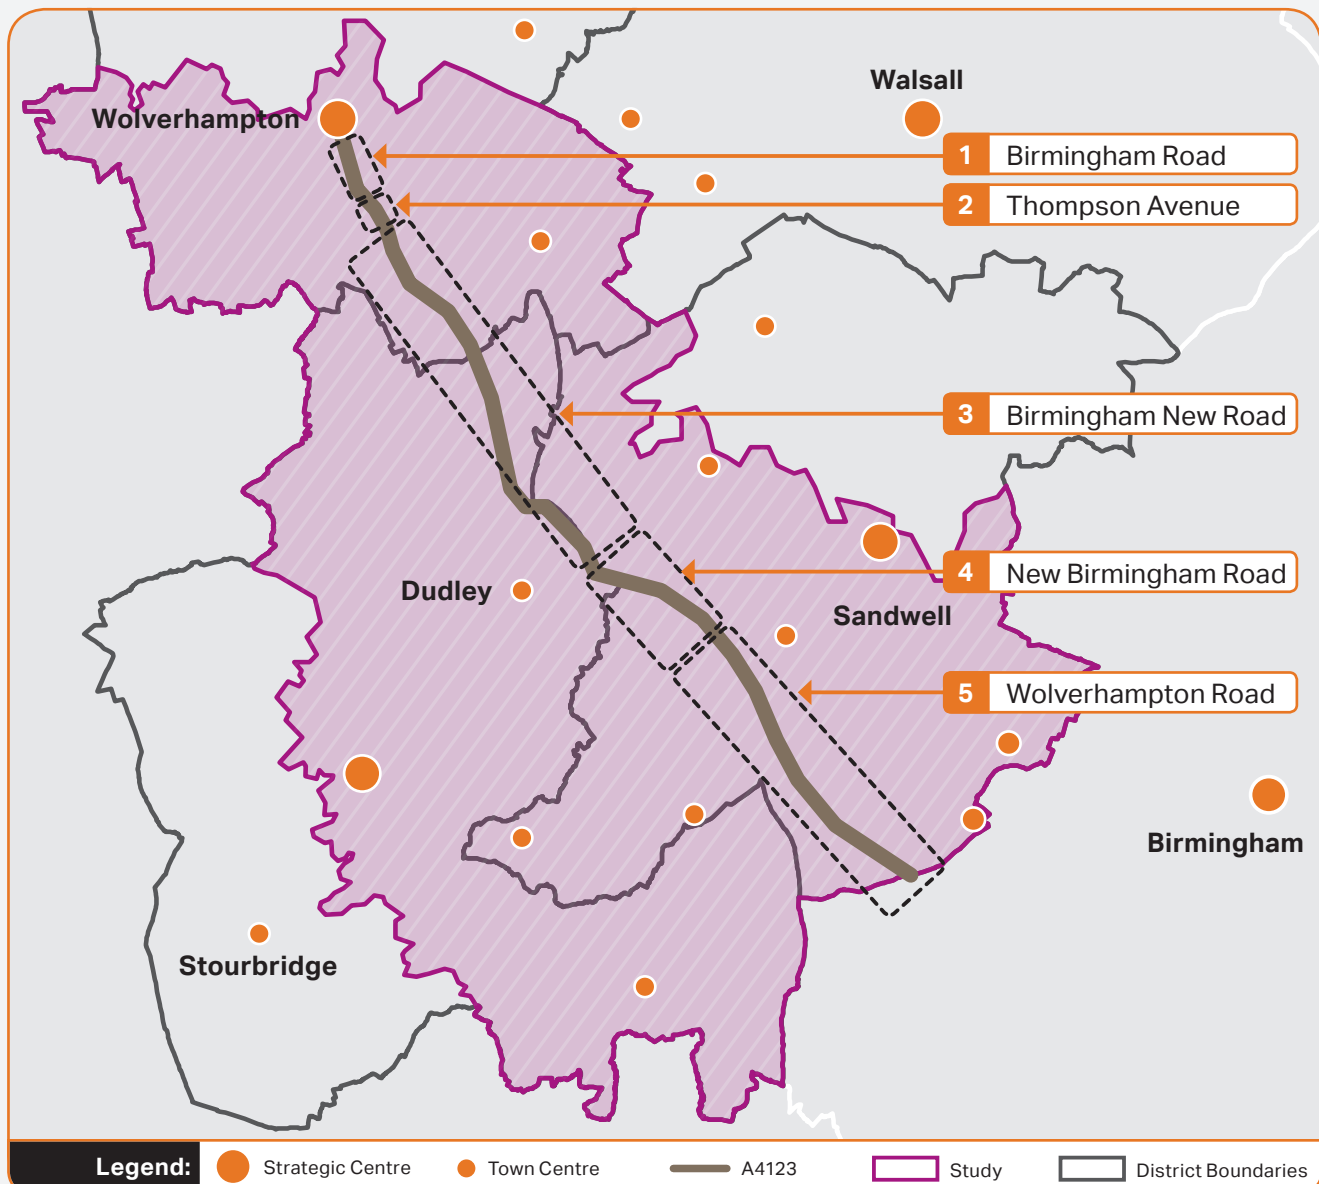 Walsall
Wolverhampton
1 Birmingham Road
2 Thompson Avenue
3 Birmingham New Road
4 New Birmingham Road
Dudley
Sandwell
5 Wolverhampton Road
Birmingham
Stourbridge
Legend: Strategic Centre Town Centre A4123 Study District Boundaries